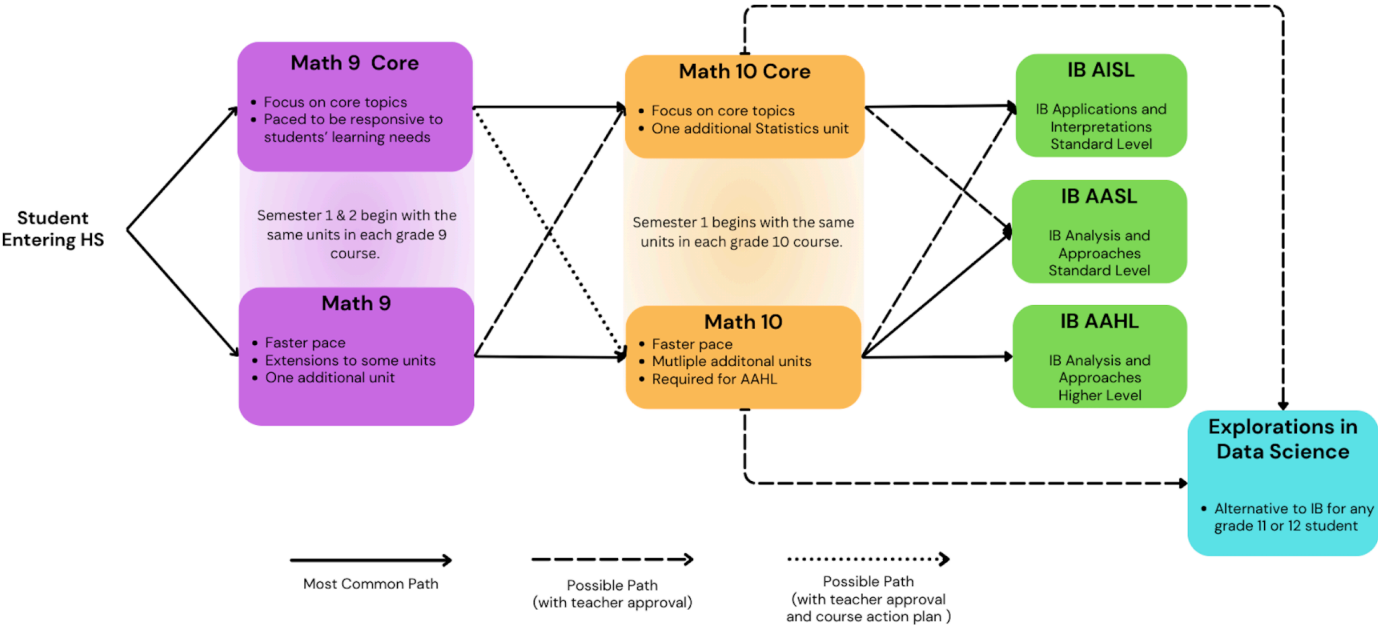 Student
Entering HS
Math 9 Core
• Focus on core topics
• Paced to be responsive to
students' learning needs
Semester 1 & 2 begin with the
same units in each grade 9
course.
Math 9
• Faster pace
• Extensions to some units
• One additional unit
Math 10 Core
• Focus on core topics
• One additional Statistics unit
Semester 1 begins with the same
units in each grade 10 course.
Math 10
• Faster pace
• Mutliple additonal units
• Required for AAHL
IB AISL
IB Applications and
Interpretations
Standard Level
IB AASL
IB Analysis and
Approaches
Standard Level
IB AAHL
IB Analysis and
Approaches
Higher Level
Explorations in
Data Science
• Alternative to IB for any
grade 11 or 12 student
Most Common Path
Possible Path
(with teacher approval)
Possible Path
(with teacher approval
and course action plan )